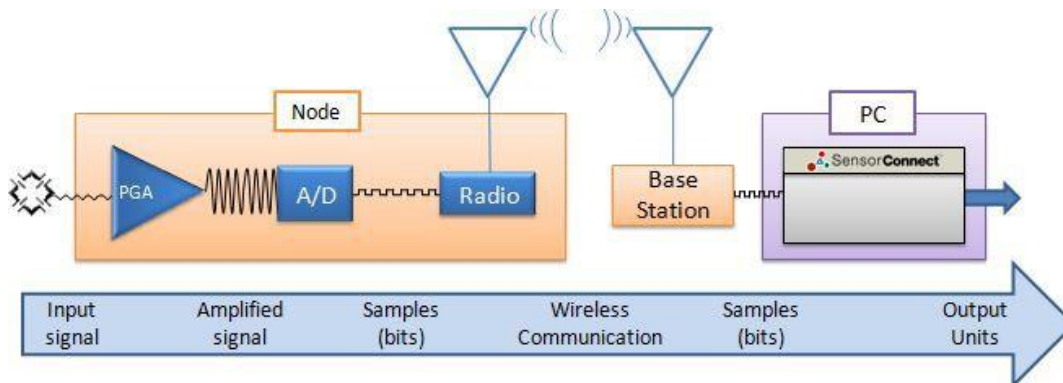 Node
PC
SensorConnect
PGA
A/D
Radio
Base
Station
Input
signal
Amplified
signal
Samples
(bits)
Wireless
Communication
Samples
(bits)
Output
Units